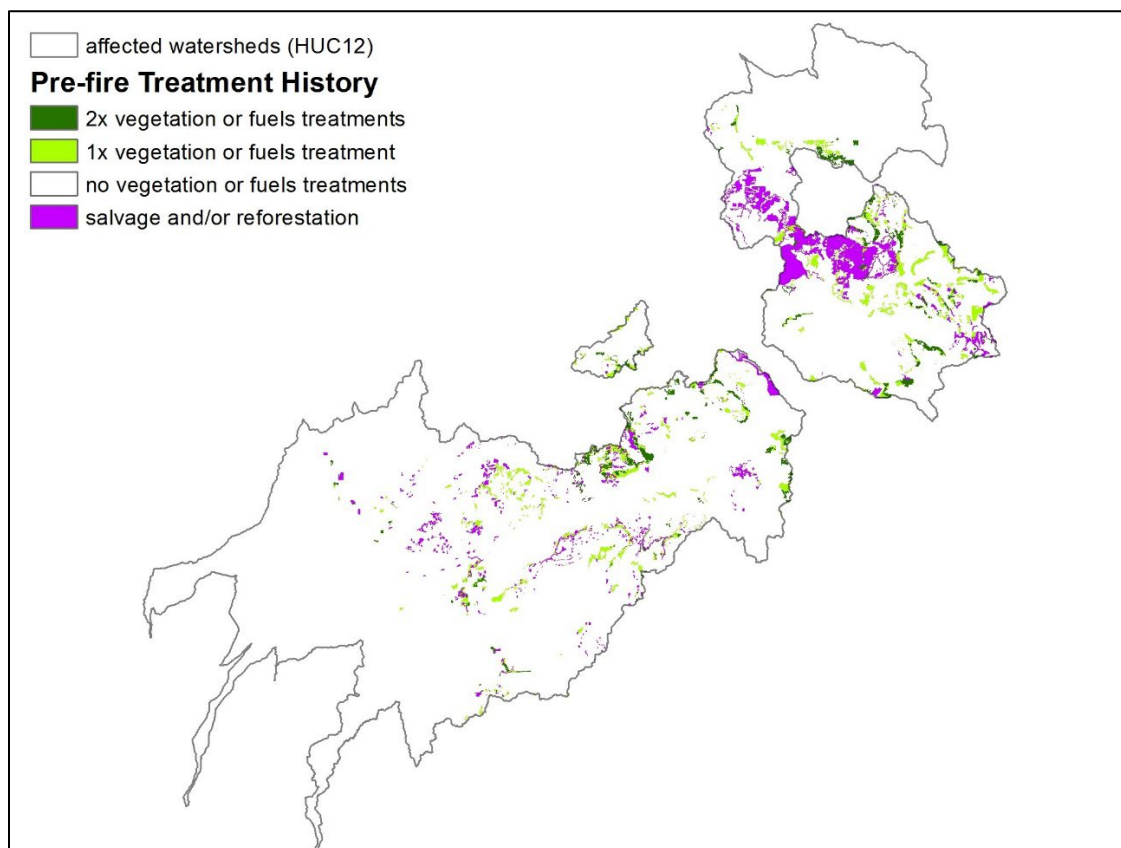 affected watersheds (HUC12)
Pre-fire Treatment History
2x vegetation or fuels treatments
1x vegetation or fuels treatment
no vegetation or fuels treatments
salvage and/or reforestation